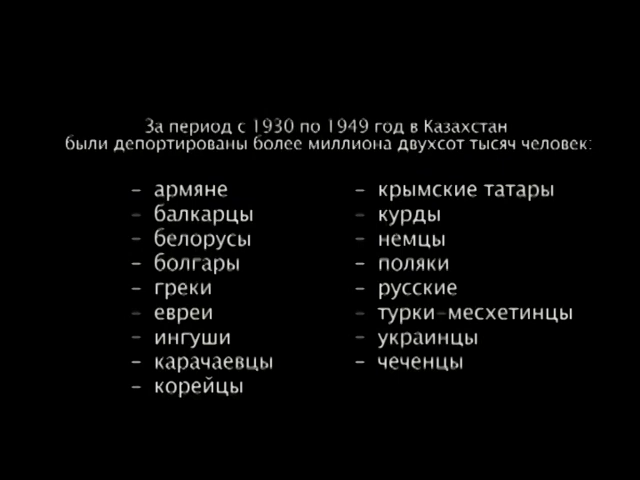 За период с 1930 по 1949 год в Казахстан
были депортированы более миллиона двухсот тысяч человек:
- армяне
- балкарцы
- белорусы
- болгары
- греки
- евреи
- ингуши
- карачаевцы
- корейцы
- крымские татары
- курды
- немцы
- поляки
- русские
- турки-месхетинцы
- украинцы
- чеченцы